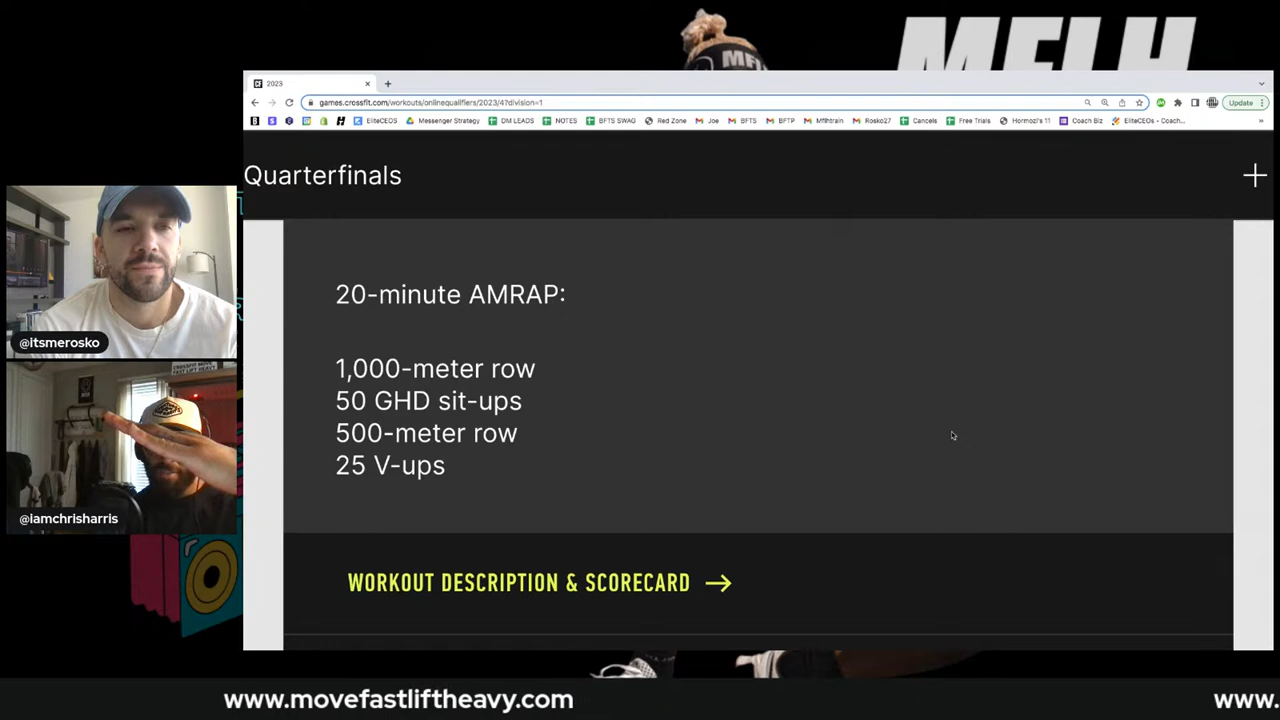 MFLH
MFLH
2023
games.crossfit.com/workouts/onlinequalifiers/2023/4?division=1
Update
EliteCEOS
Messenger Strategy
DM LEADS
NOTES
BFTS SWAG
Red Zone
Joe
BFTS
BFTP
Mflhtrain
Rosko27
Cancels
Free Trials
Hormozi's 11
Coach Biz
EliteCEOs - Coach...
»
Quarterfinals
20-minute AMRAP:
1,000-meter row
50 GHD sit-ups
500-meter row
25 V-ups
WORKOUT DESCRIPTION & SCORECARD
@itsmerosko
@iamchrisharris
www.movefastliftheavy.com
www.